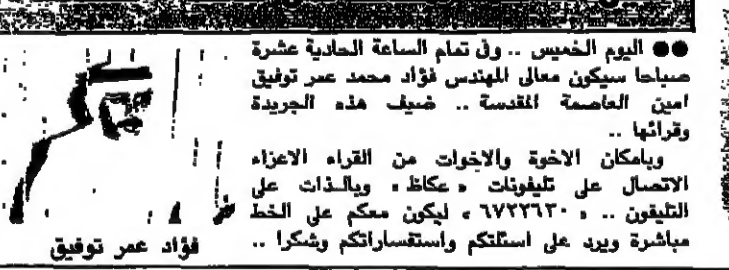 ●● اليوم الخميس .. وفى تمام الساعة الحادية عشرة
صباحا سيكون معالى المهندس فؤاد محمد عمر توفيق
امين العاصمة المقدسة .. ضيف هذه الجريدة
وقرائها ..
وبامكان الاخوة والاخوات من القراء الاعزاء
الاتصال على تليفونات « عكاظ » وبالذات على
التليفون .. « ٦٧٢٢٦٣٠ » ليكون معكم على الخط
مباشرة ويرد على اسئلتكم واستفساراتكم وشكرا ..
فؤاد عمر توفيق